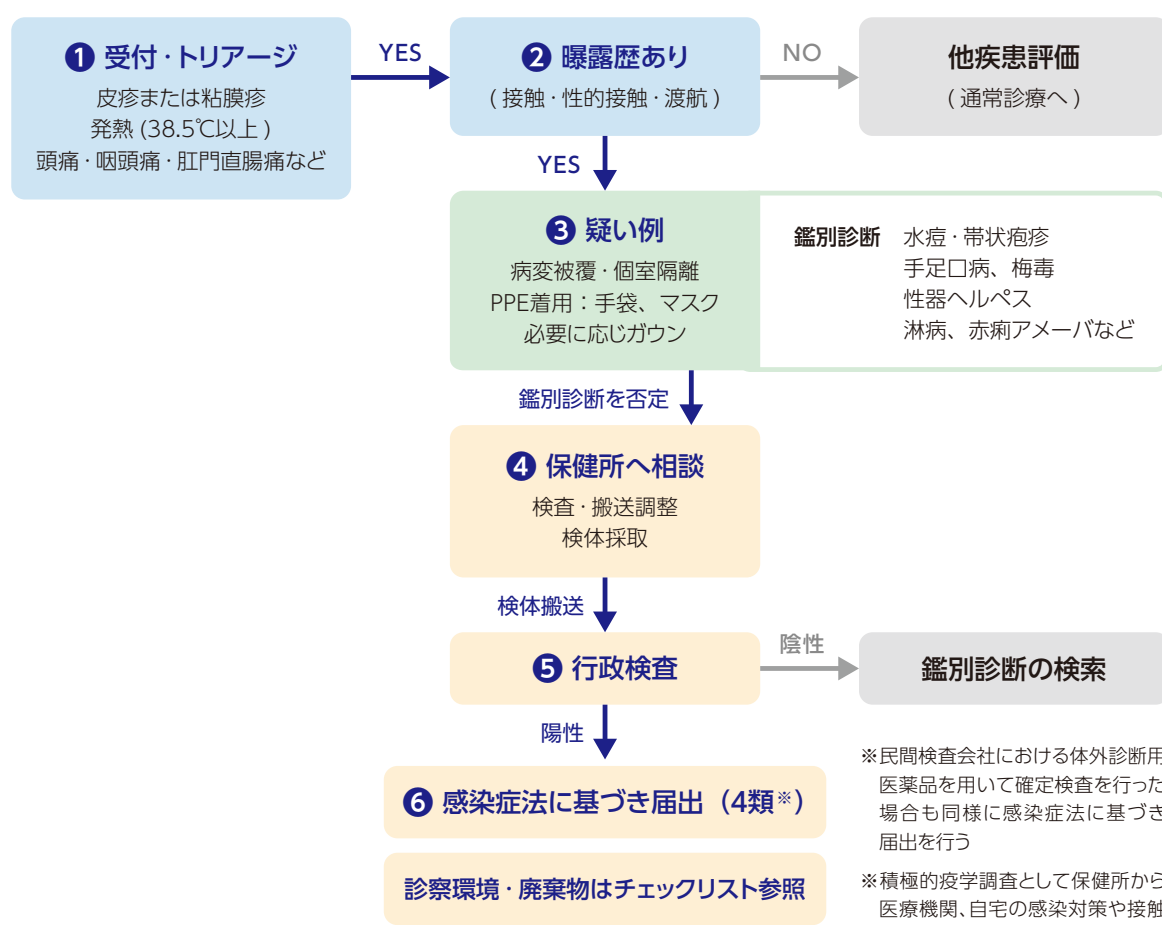 ❶ 受付・トリアージ
皮疹または粘膜疹
発熱 (38.5℃以上 )
頭痛・咽頭痛・肛門直腸痛など
YES
❷ 曝露歴あり
( 接触・性的接触・渡航 )
NO
他疾患評価
( 通常診療へ )
YES
❸ 疑い例
病変被覆・個室隔離
PPE着用：手袋、マスク
必要に応じガウン
鑑別診断 水痘・帯状疱疹
手足口病、梅毒
性器ヘルペス
淋病、赤痢アメーバなど
鑑別診断を否定
❹ 保健所へ相談
検査・搬送調整
検体採取
検体搬送
❺ 行政検査
陰性
鑑別診断の検索
陽性
❻ 感染症法に基づき届出（4類※）
診察環境・廃棄物はチェックリスト参照
※民間検査会社における体外診断用
医薬品を用いて確定検査を行った
場合も同様に感染症法に基づき
届出を行う
※積極的疫学調査として保健所から
医療機関、自宅の感染対策や接触